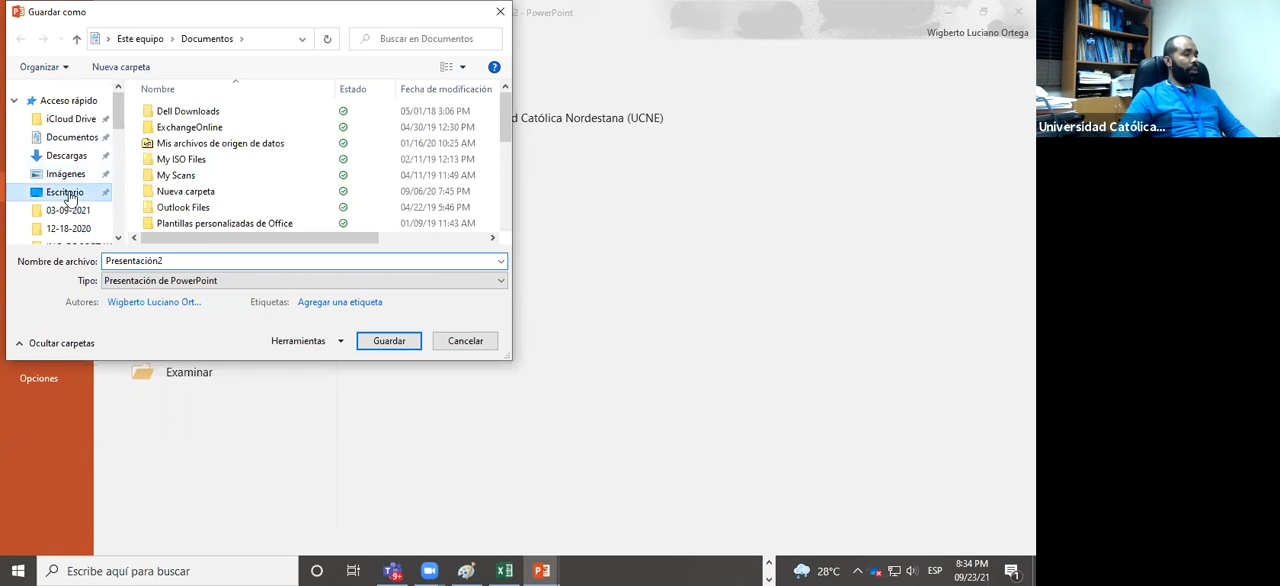 Guardar como
2 - PowerPoint
Wigberto Luciano Ortega
Este equipo > Documentos >
Buscar en Documentos
Organizar
Nueva carpeta
Nombre Estado Fecha de modificación
Acceso rápido
iCloud Drive
Documentos
Descargas
Imágenes
Escritorio
03-09-2021
12-18-2020
Dell Downloads 05/01/18 3:06 PM
ExchangeOnline 04/30/19 12:30 PM
Mis archivos de origen de datos 01/16/20 10:25 AM
My ISO Files 02/11/19 12:13 PM
My Scans 04/11/19 11:49 AM
Nueva carpeta 09/06/20 7:45 PM
Outlook Files 04/22/19 5:46 PM
Plantillas personalizadas de Office 01/09/19 11:43 AM
d Católica Nordestana (UCNE)
Nombre de archivo: Presentación2
Tipo: Presentación de PowerPoint
Autores: Wigberto Luciano Ort...
Etiquetas: Agregar una etiqueta
Ocultar carpetas
Herramientas
Guardar
Cancelar
Opciones
Examinar
Universidad Católica...
Escribe aquí para buscar
9+
28°C
ESP
8:34 PM
09/23/21
1